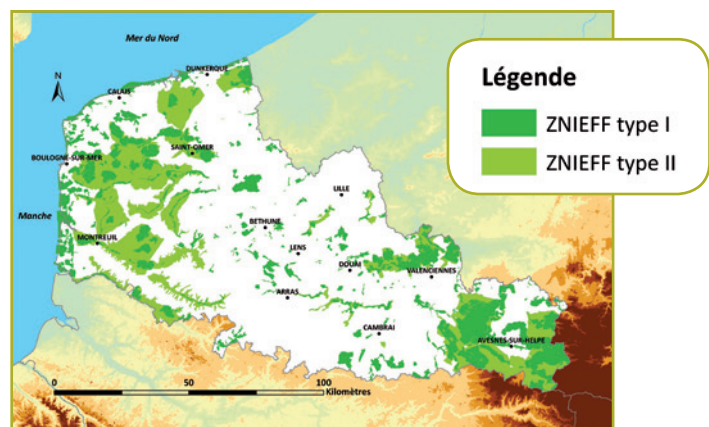 Mer du Nord
DUNKERQUE
CALAIS
N
Légende
ZNIEFF type I
ZNIEFF type II
SAINT-OMER
BOULOGNE-SUR-MER
LILLE
Manche
BETHUNE
MONTREUIL
LENS
DOUAI
VALENCIENNES
ARRAS
CAMBRAI
AVESNES-SUR-HELPE
0 50 100
Kilomètres